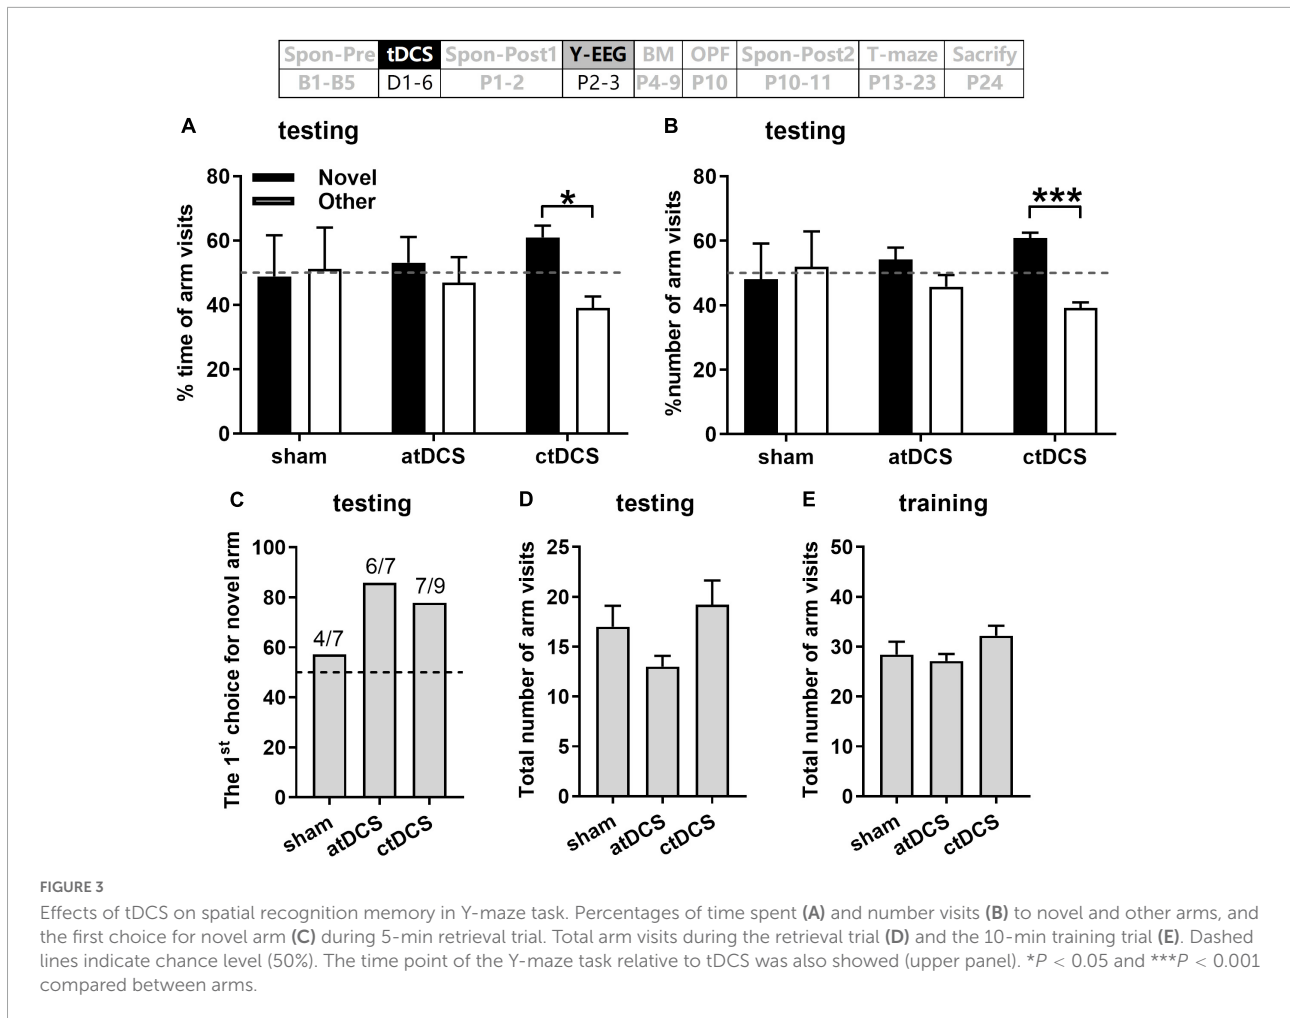 Spon-Pre tDCS Spon-Post1 Y-EEG BM OPF Spon-Post2 T-maze Sacrify
B1-B5 D1-6 P1-2 P2-3 P4-9 P10 P10-11 P13-23 P24
A testing
% time of arm visits
80
60
40
20
0
Novel
Other
*
sham atDCS ctDCS
B testing
%number of arm visits
80
60
40
20
0
***
sham atDCS ctDCS
C testing
The 1st choice for novel arm
100
80
60
40
20
0
4/7
6/7
7/9
sham atDCS ctDCS
D testing
Total number of arm visits
25
20
15
10
5
0
sham atDCS ctDCS
E training
Total number of arm visits
50
40
30
20
10
0
sham atDCS ctDCS
FIGURE 3
Effects of tDCS on spatial recognition memory in Y-maze task. Percentages of time spent (A) and number visits (B) to novel and other arms, and
the first choice for novel arm (C) during 5-min retrieval trial. Total arm visits during the retrieval trial (D) and the 10-min training trial (E). Dashed
lines indicate chance level (50%). The time point of the Y-maze task relative to tDCS was also showed (upper panel). *P < 0.05 and ***P < 0.001
compared between arms.